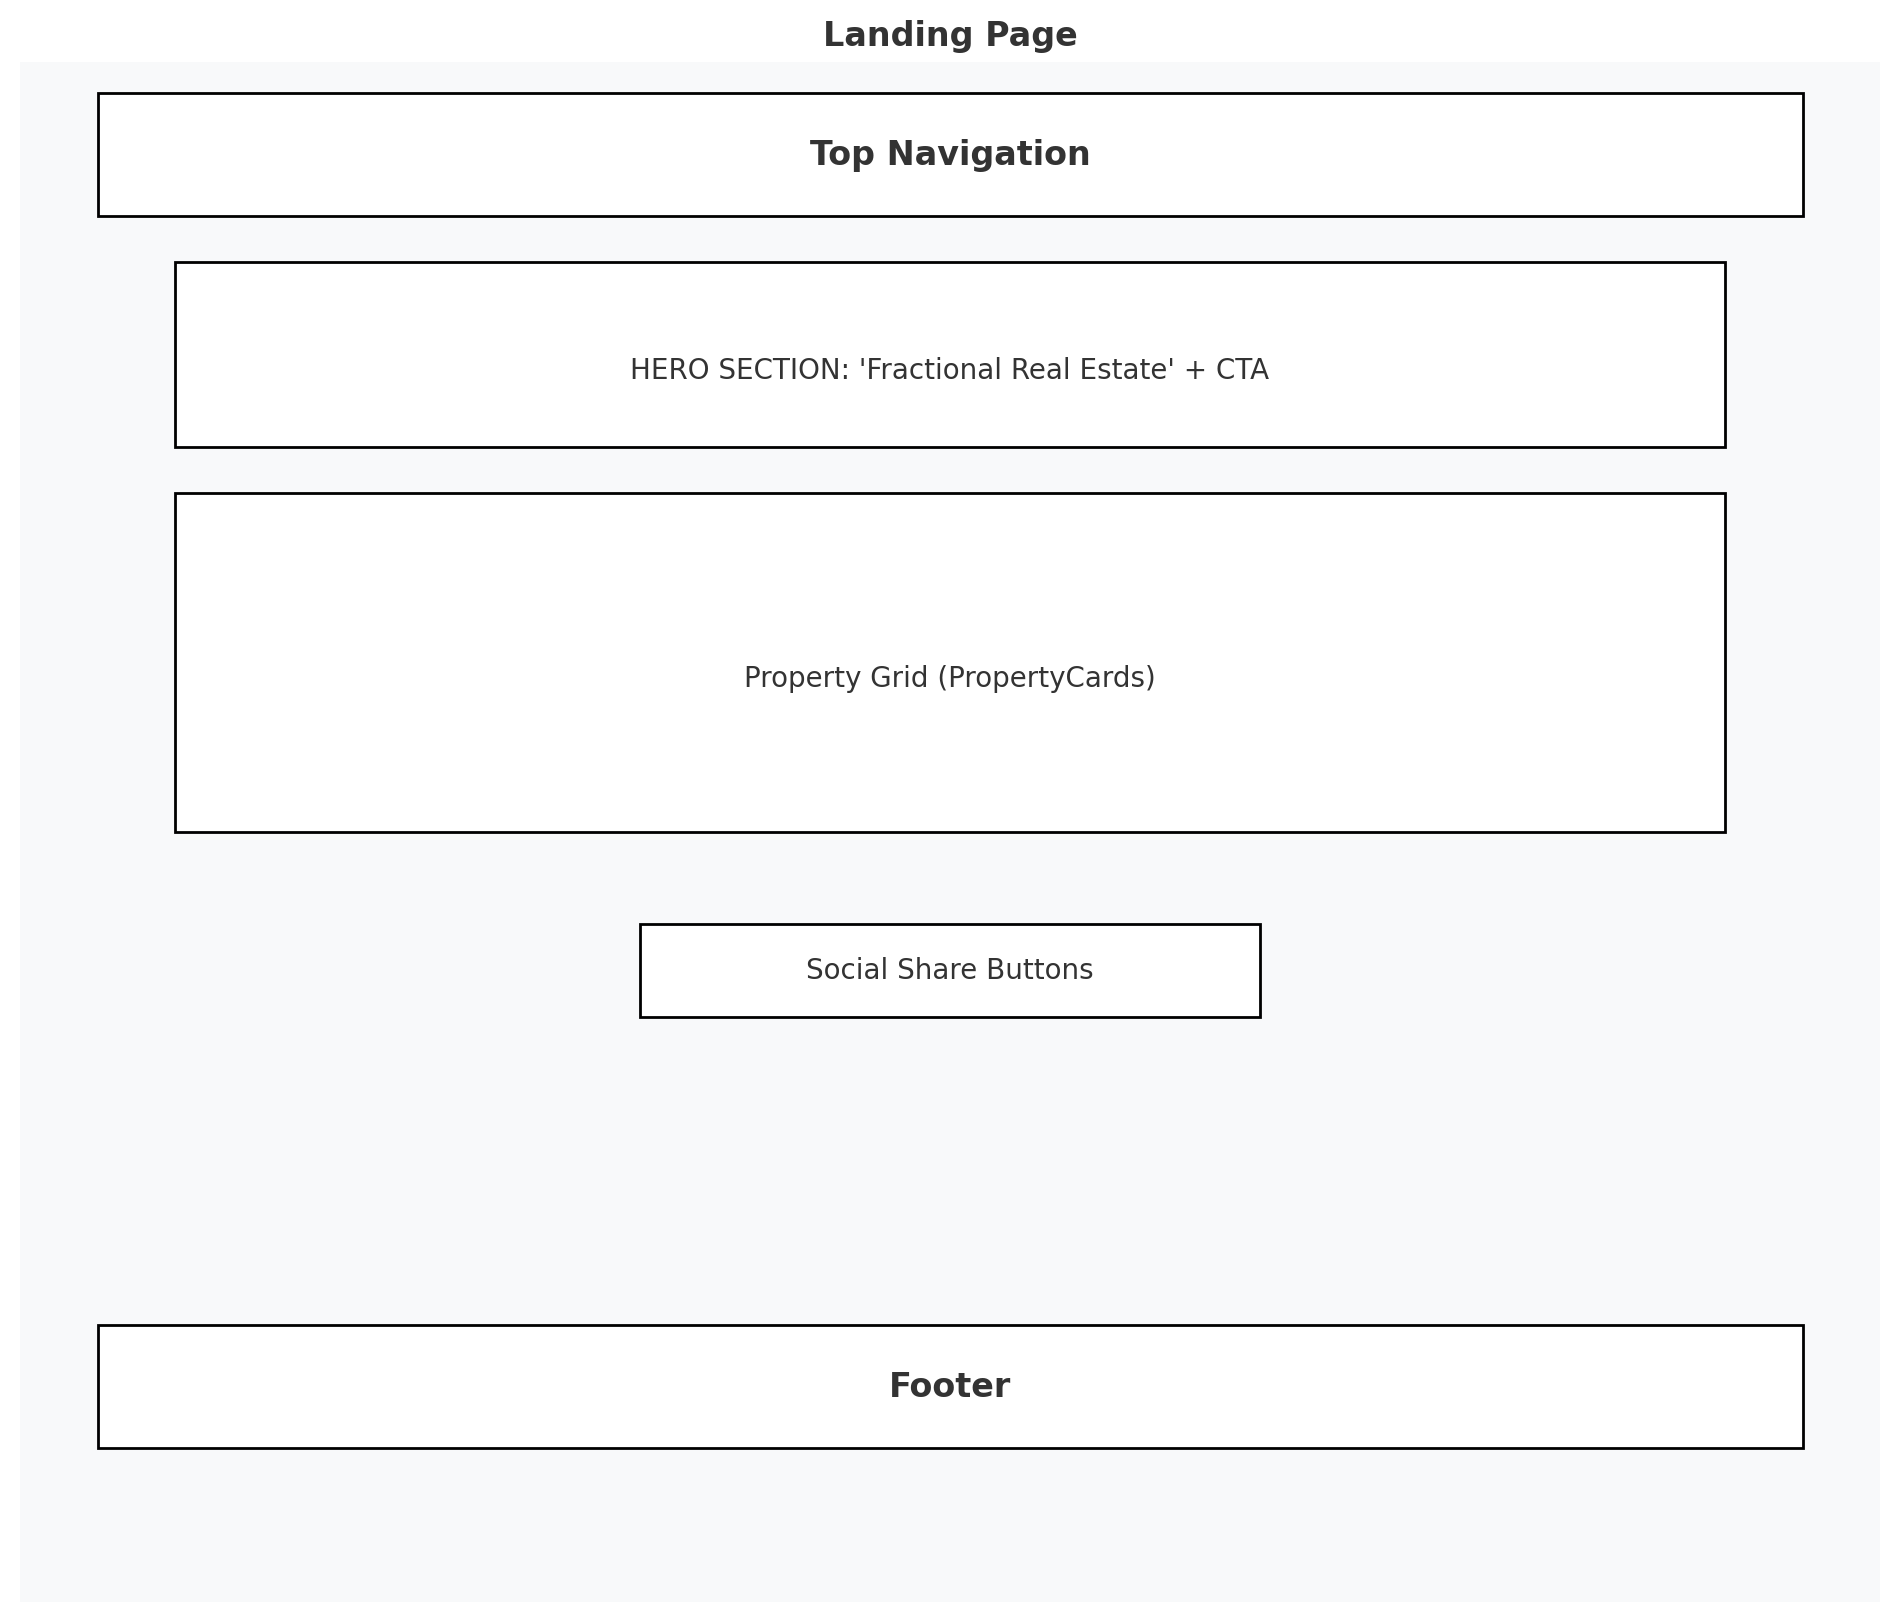 Landing Page
Top Navigation
HERO SECTION: 'Fractional Real Estate' + CTA
Property Grid (PropertyCards)
Social Share Buttons
Footer